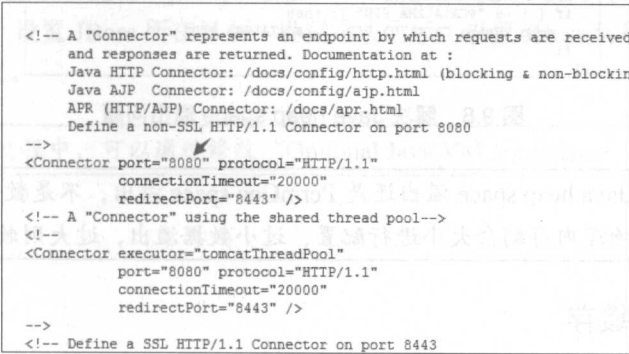 <!-- A "Connector" represents an endpoint by which requests are received
and responses are returned. Documentation at :
Java HTTP Connector: /docs/config/http.html (blocking & non-blockin
Java AJP  Connector: /docs/config/ajp.html
APR (HTTP/AJP) Connector: /docs/apr.html
Define a non-SSL HTTP/1.1 Connector on port 8080
-->
<Connector port="8080" protocol="HTTP/1.1"
connectionTimeout="20000"
redirectPort="8443" />
<!-- A "Connector" using the shared thread pool-->
<!--
<Connector executor="tomcatThreadPool"
port="8080" protocol="HTTP/1.1"
connectionTimeout="20000"
redirectPort="8443" />
-->
<!-- Define a SSL HTTP/1.1 Connector on port 8443